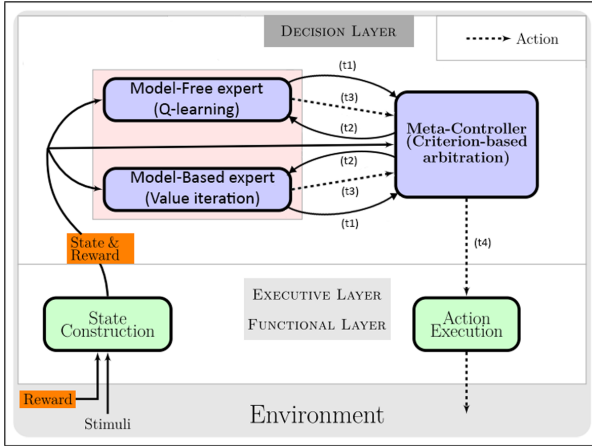 DECISION LAYER
Action
Model-Free expert
(Q-learning)
(t1)
(t3)
(t2)
Meta-Controller
(Criterion-based
arbitration)
Model-Based expert
(Value iteration)
(t2)
(t3)
(t1)
State &
Reward
(t4)
State
Construction
EXECUTIVE LAYER
FUNCTIONAL LAYER
Action
Execution
Reward
Stimuli
Environment